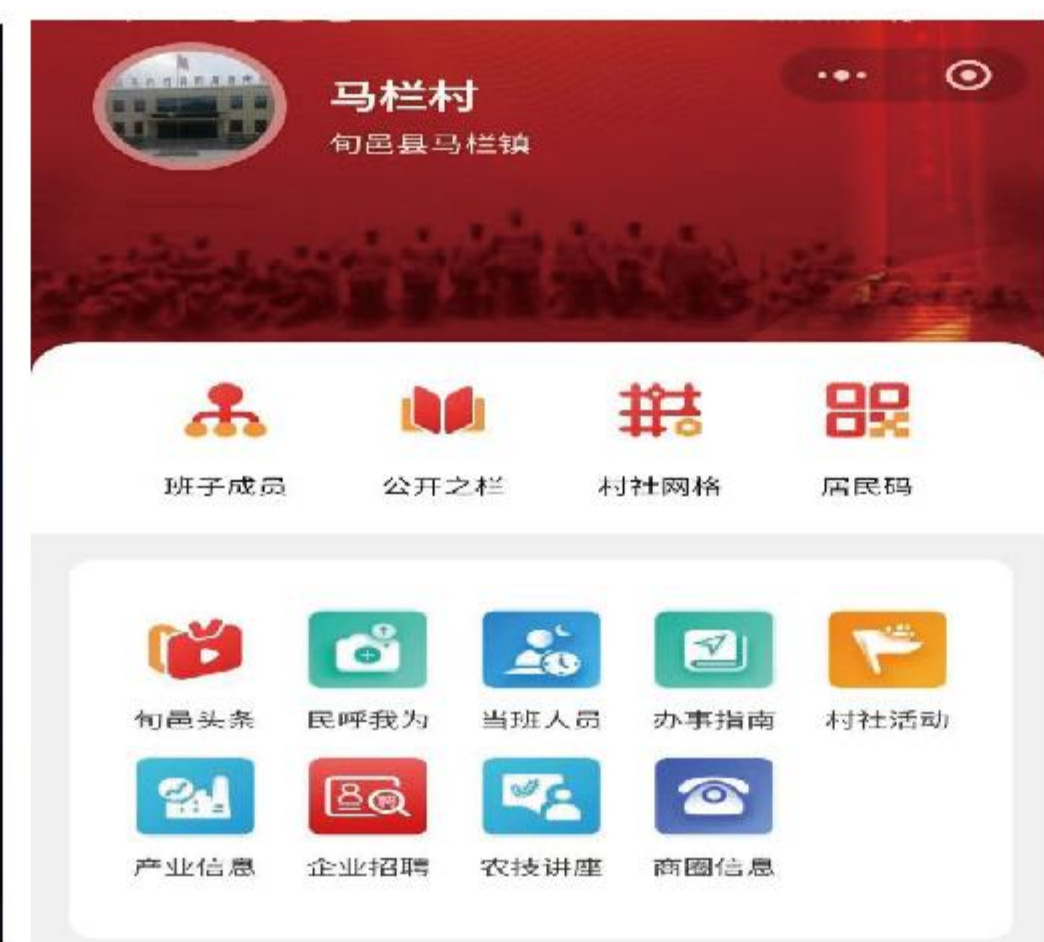 马栏村
旬邑县马栏镇
班子成员 公开之栏 村社网格 居民码
旬邑头条 民呼我为 当班人员 办事指南 村社活动
产业信息 企业招聘 农技讲座 商圈信息